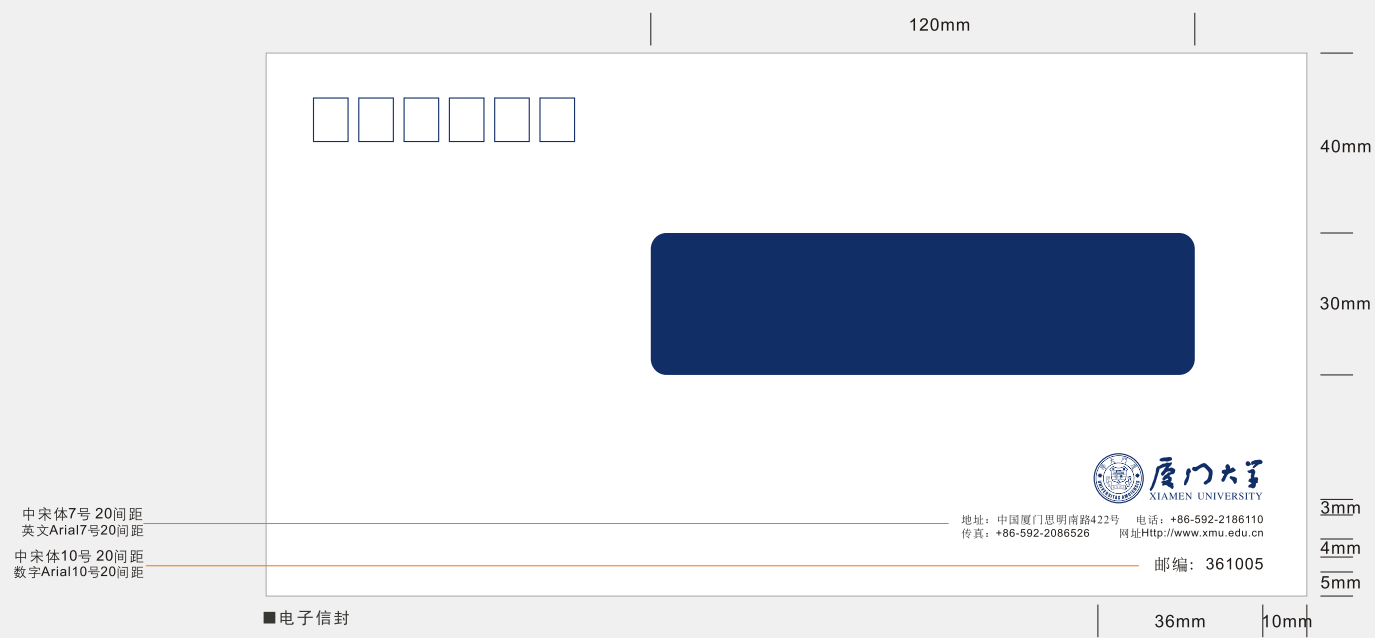 120mm
40mm
30mm
厦门大学
XIAMEN UNIVERSITY
中宋体7号 20间距
英文Arial7号20间距
地址：中国厦门思明南路422号 电话：+86-592-2186110
传真：+86-592-2086526 网址Http://www.xmu.edu.cn
3mm
中宋体10号 20间距
数字Arial10号20间距
邮编：361005
4mm
5mm
■电子信封
36mm
10mm